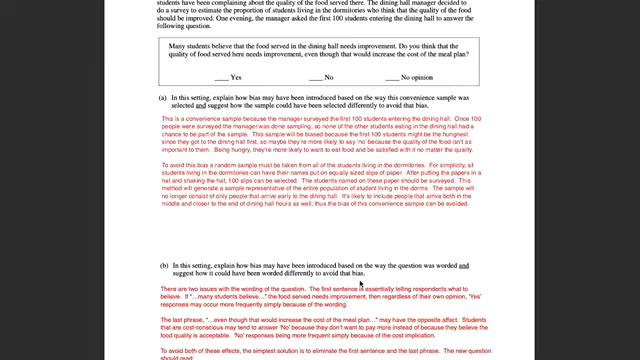 students have been complaining about the quality of the food served there. The dining hall manager decided to
do a survey to estimate the proportion of students living in the dormitories who think that the quality of the food
should be improved. One evening, the manager asked the first 100 students entering the dining hall to answer the
following question.
Many students believe that the food served in the dining hall needs improvement. Do you think that the
quality of food served here needs improvement, even though that would increase the cost of the meal plan?
____ Yes ____ No ____ No opinion
(a) In this setting, explain how bias may have been introduced based on the way this convenience sample was
selected and suggest how the sample could have been selected differently to avoid that bias.
This is a convenience sample because the manager surveyed the first 100 students entering the dining hall. Once 100
people were surveyed the manager was done sampling, so none of the other students eating in the dining hall had a
chance to be part of the sample. This sample will be biased because the first 100 students might be the hungriest
since they got to the dining hall first, so maybe they're more likely to say 'no' because the quality of the food isn't as
important to them. Being hungry, they're more likely to want to eat food and be satisfied with it no matter the quality.
To avoid this bias a random sample must be taken from all of the students living in the dormitories. For simplicity, all
students living in the dormitories can have their names put on equally sized slips of paper. After putting the papers in a
hat and shaking the hat, 100 slips can be selected. The students named on these paper should be surveyed. This
method will generate a sample representative of the entire population of student living in the dorms. The sample will
no longer consist of only people that arrive early to the dining hall. It's likely to include people that arrive both in the
middle and closer to the end of dining hall hours as well; thus the bias of this convenience sample can be avoided.
(b) In this setting, explain how bias may have been introduced based on the way the question was worded and
suggest how it could have been worded differently to avoid that bias.
There are two issues with the wording of the question. The first sentence is essentially telling respondents what to
believe. If "...many students believe..." the food served needs improvement, then regardless of their own opinion, 'Yes'
responses may occur more frequently simply because of the wording.
The last phrase, "...even though that would increase the cost of the meal plan..." may have the opposite affect. Students
that are cost-conscious may tend to answer 'No' because they don't want to pay more instead of because they believe the
food quality is acceptable. 'No' responses being more frequent simply because of the cost implication.
To avoid both of these effects, the simplest solution is to eliminate the first sentence and the last phrase. The new question
should read